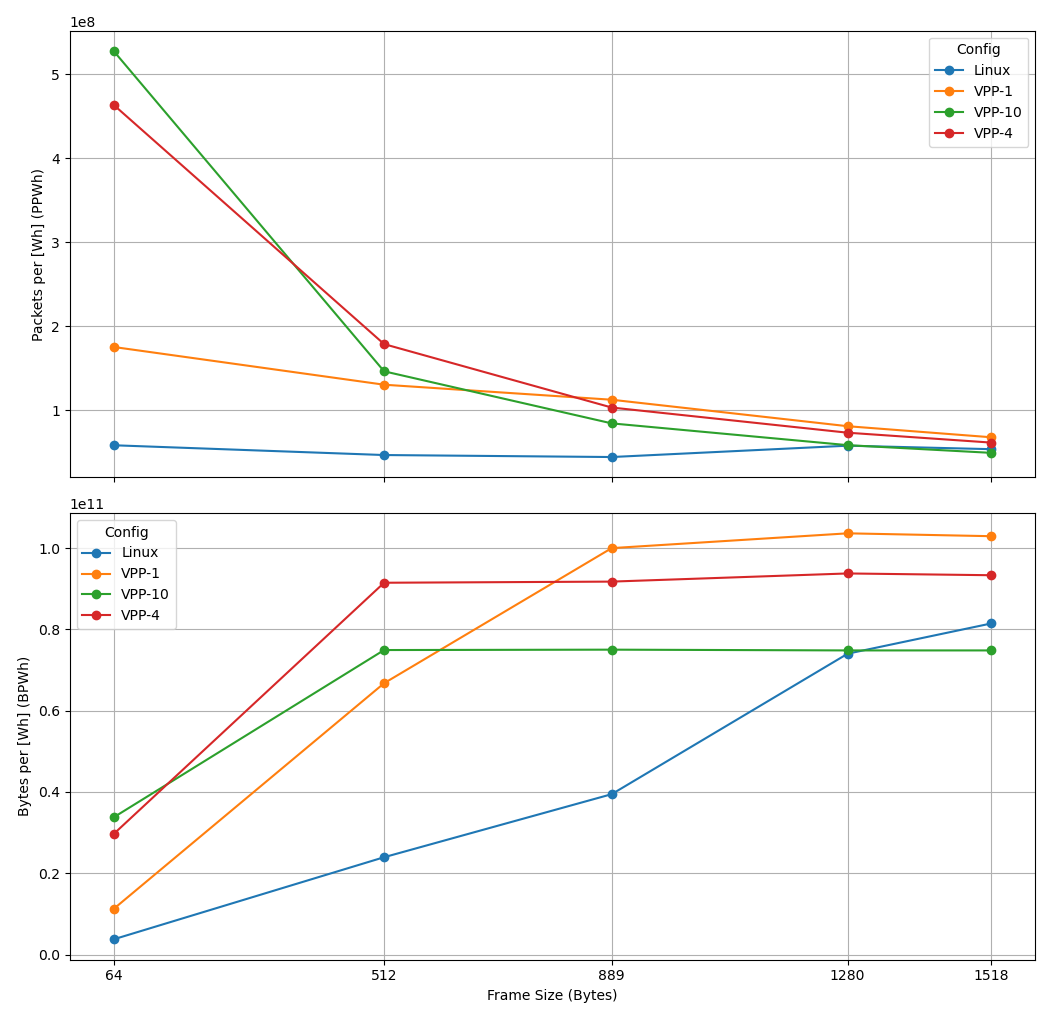 1e8
5
4
3
2
1
Packets per [Wh] (PPWh)
Config
Linux
VPP-1
VPP-10
VPP-4
1e11
1.0
0.8
0.6
0.4
0.2
0.0
Bytes per [Wh] (BPWh)
Config
Linux
VPP-1
VPP-10
VPP-4
64 512 889 1280 1518
Frame Size (Bytes)